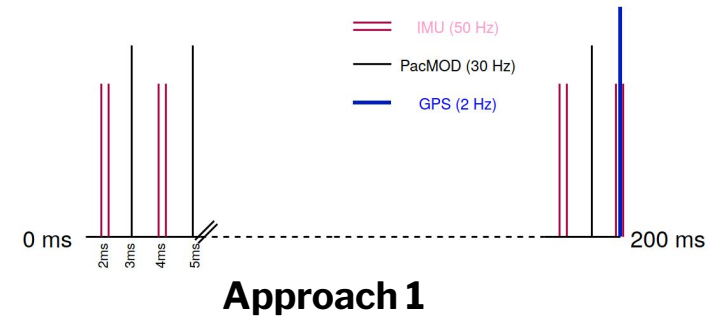 IMU (50 Hz)
PacMOD (30 Hz)
GPS (2 Hz)
0 ms
200 ms
2ms
3ms
4ms
5ms
Approach 1